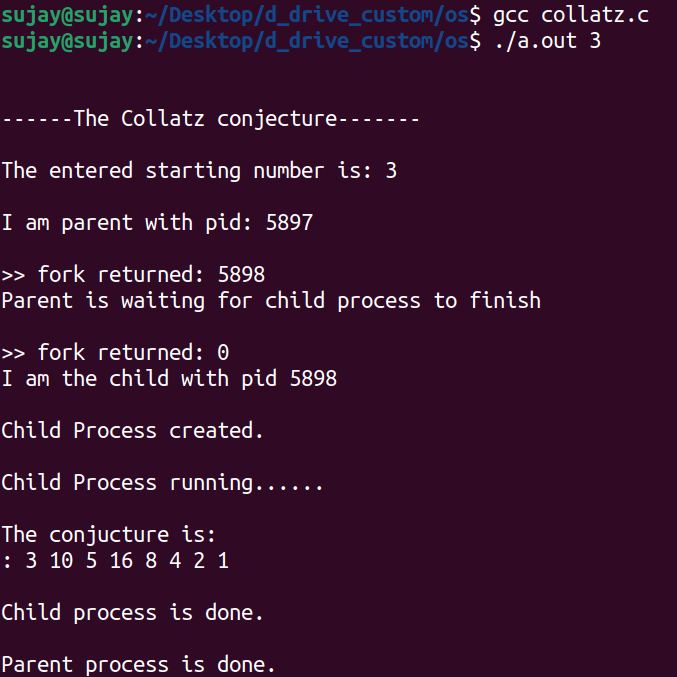 sujay@sujay:~/Desktop/d_drive_custom/os$ gcc collatz.c
sujay@sujay:~/Desktop/d_drive_custom/os$ ./a.out 3
------The Collatz conjecture-------
The entered starting number is: 3
I am parent with pid: 5897
>> fork returned: 5898
Parent is waiting for child process to finish
>> fork returned: 0
I am the child with pid 5898
Child Process created.
Child Process running......
The conjucture is:
: 3 10 5 16 8 4 2 1
Child process is done.
Parent process is done.